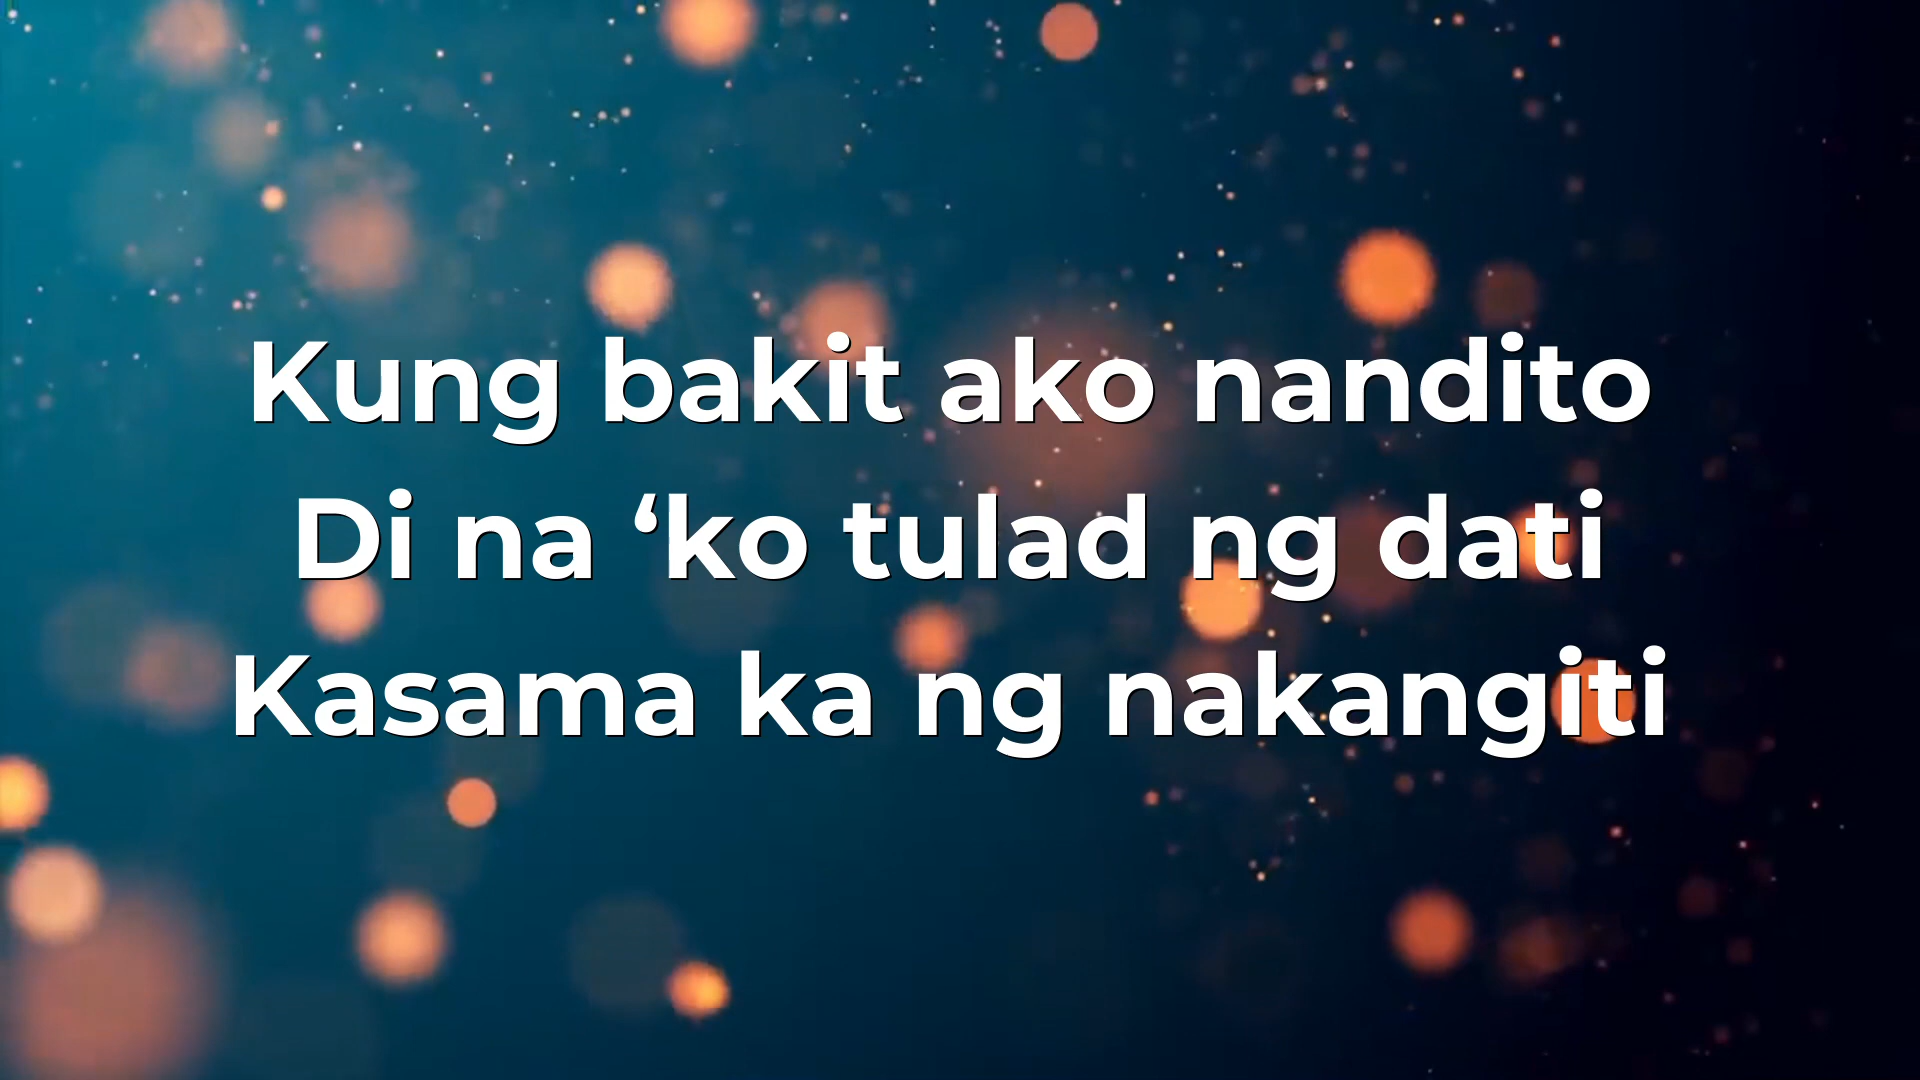 Kung bakit ako nandito
Di na ‘ko tulad ng dati
Kasama ka ng nakangiti